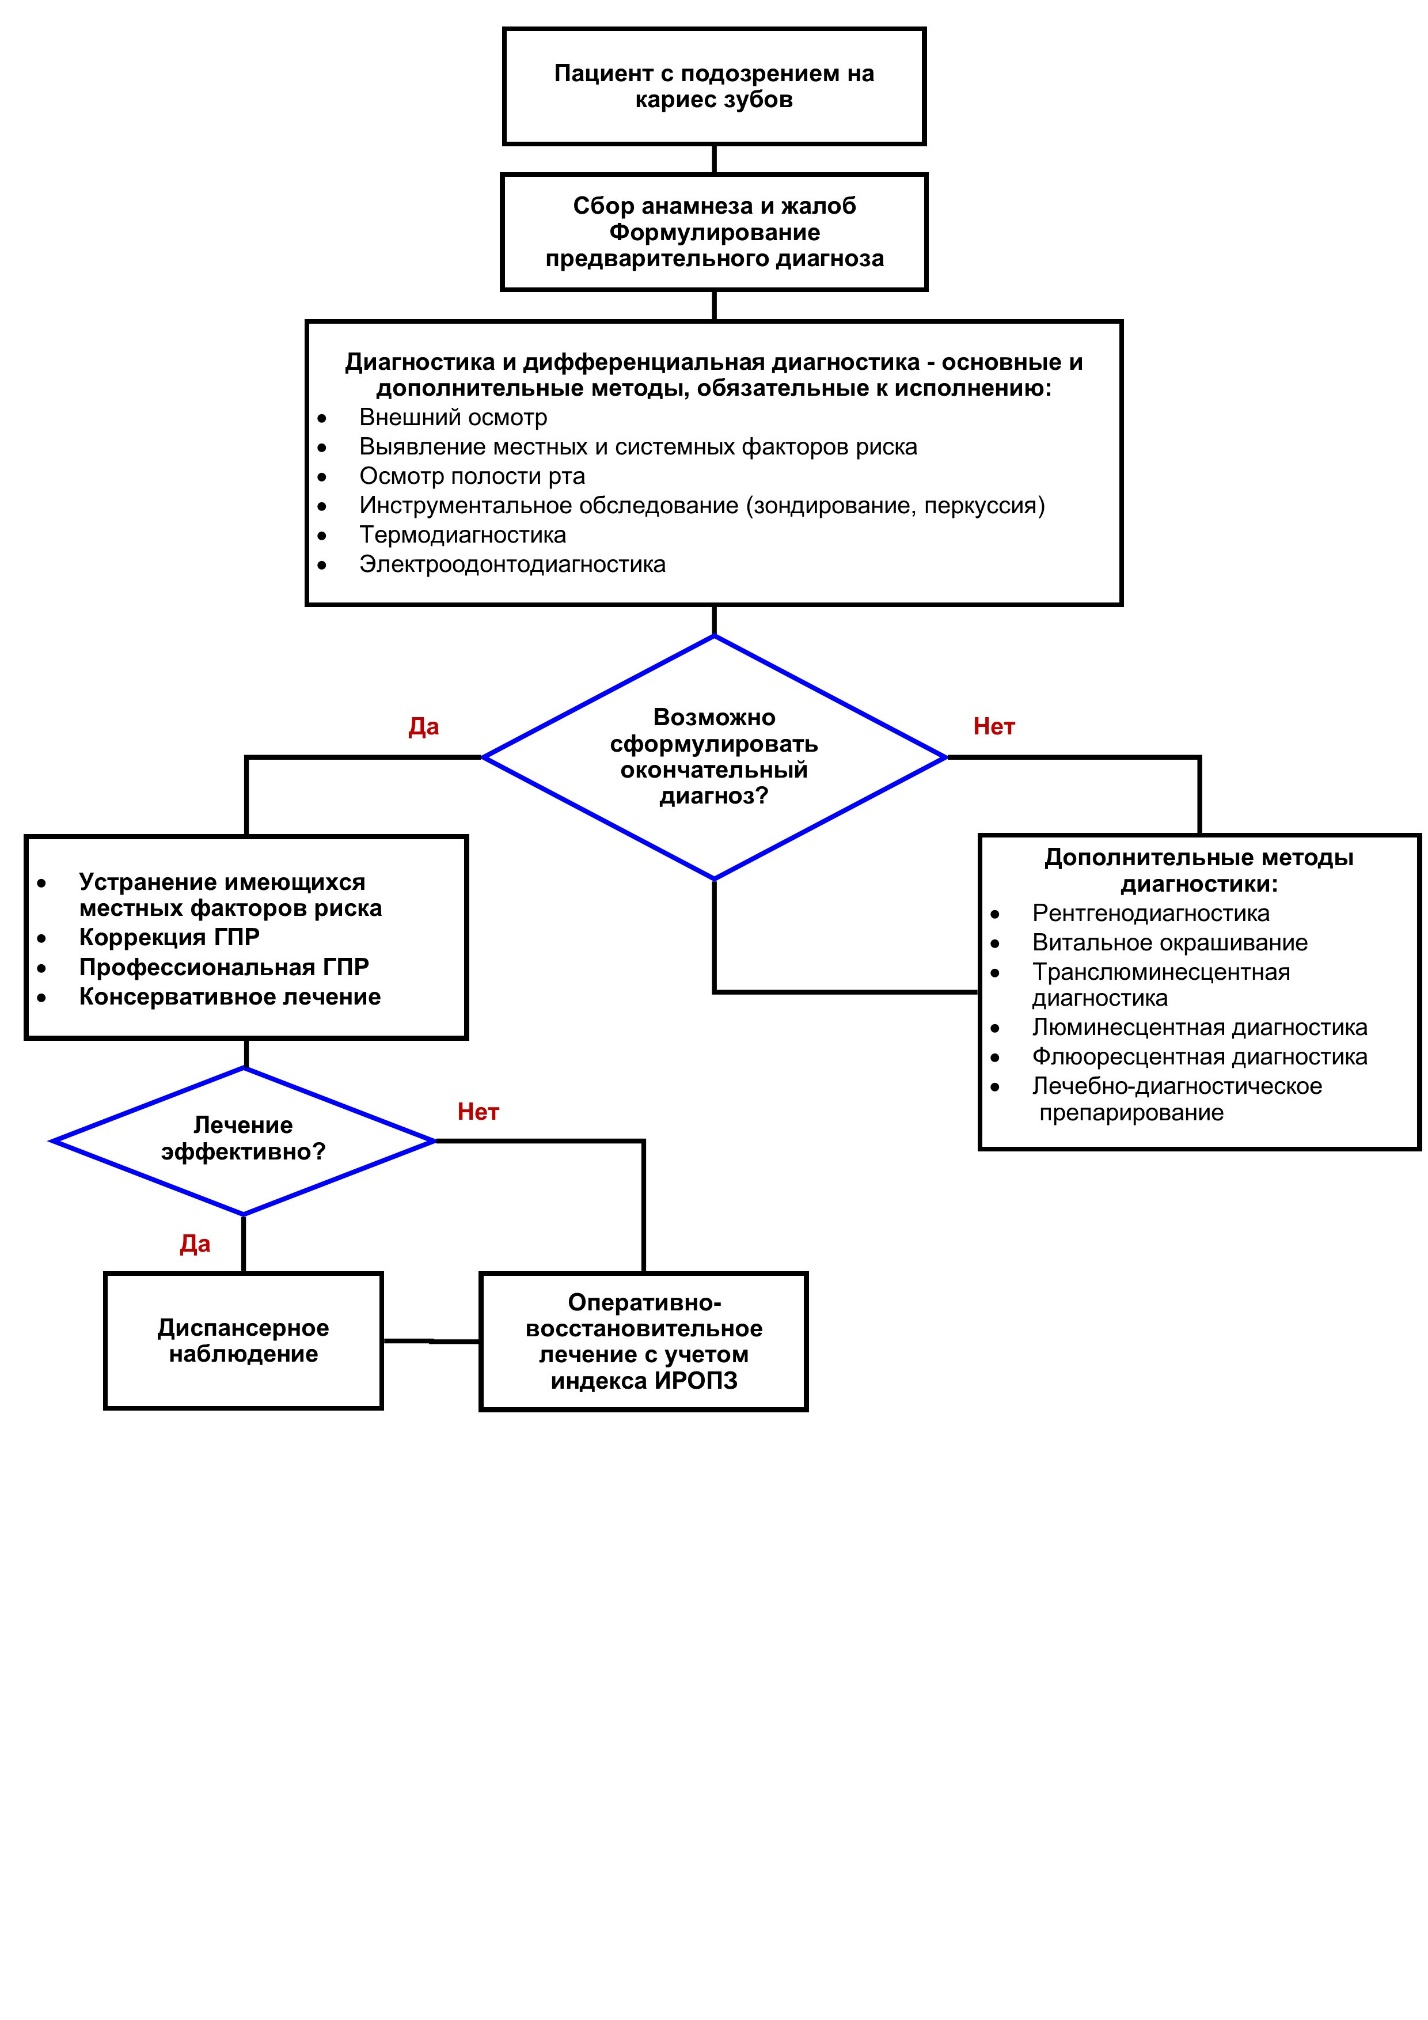 Пациент с подозрением на
кариес зубов
Сбор анамнеза и жалоб
Формулирование
предварительного диагноза
Диагностика и дифференциальная диагностика - основные и
дополнительные методы, обязательные к исполнению:
• Внешний осмотр
• Выявление местных и системных факторов риска
• Осмотр полости рта
• Инструментальное обследование (зондирование, перкуссия)
• Термодиагностика
• Электроодонтодиагностика
Возможно
сформулировать
окончательный
диагноз?
Да
Нет
• Устранение имеющихся
местных факторов риска
• Коррекция ГПР
• Профессиональная ГПР
• Консервативное лечение
Дополнительные методы
диагностики:
• Рентгенодиагностика
• Витальное окрашивание
• Транслюминесцентная
диагностика
• Люминесцентная диагностика
• Флюоресцентная диагностика
• Лечебно-диагностическое
препарирование
Лечение
эффективно?
Нет
Да
Диспансерное
наблюдение
Оперативно-
восстановительное
лечение с учетом
индекса ИРОПЗ